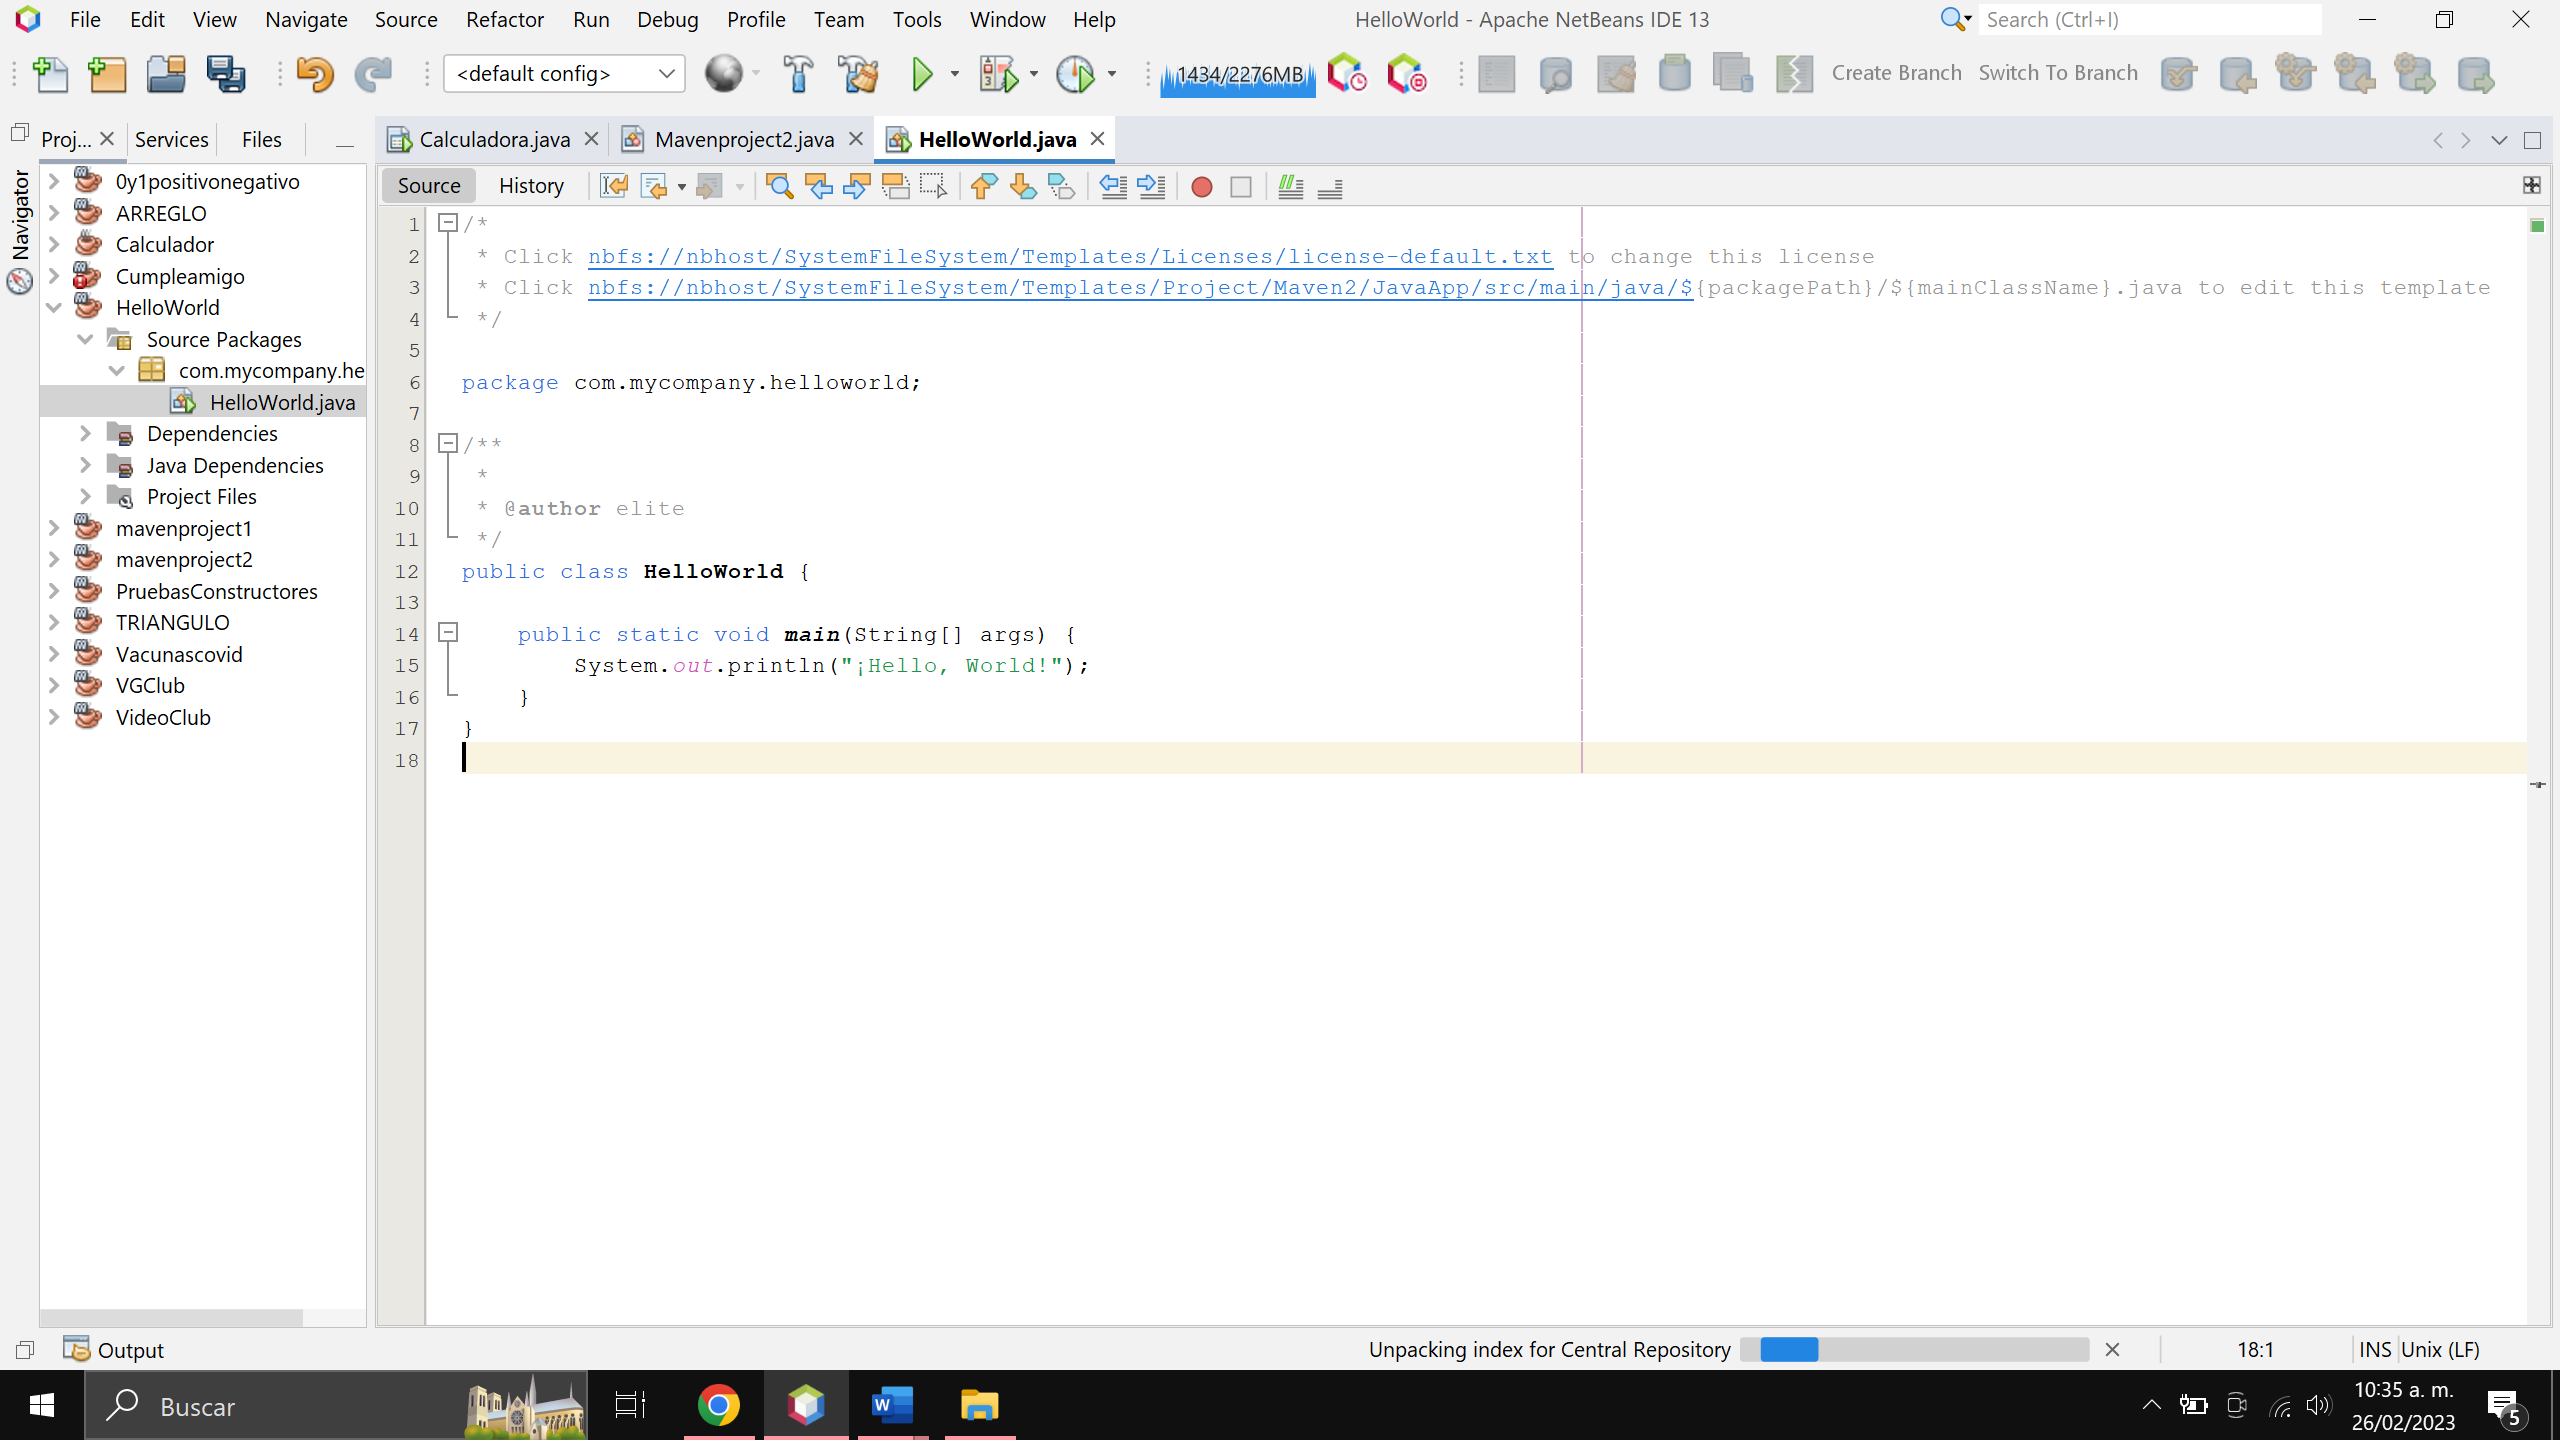 File Edit View Navigate Source Refactor Run Debug Profile Team Tools Window Help HelloWorld - Apache NetBeans IDE 13 Search (Ctrl+I)
<default config> 1434/2276MB Create Branch Switch To Branch
Proj... Services Files Calculadora.java Mavenproject2.java HelloWorld.java
Navigator
Source History
0y1positivonegativo
ARREGLO
Calculador
Cumpleamigo
HelloWorld
Source Packages
com.mycompany.he
HelloWorld.java
Dependencies
Java Dependencies
Project Files
mavenproject1
mavenproject2
PruebasConstructores
TRIANGULO
Vacunascovid
VGClub
VideoClub
1 /*
2 * Click nbfs://nbhost/SystemFileSystem/Templates/Licenses/license-default.txt to change this license
3 * Click nbfs://nbhost/SystemFileSystem/Templates/Project/Maven2/JavaApp/src/main/java/${packagePath}/${mainClassName}.java to edit this template
4 */
5
6 package com.mycompany.helloworld;
7
8 /**
9 *
10 * @author elite
11 */
12 public class HelloWorld {
13
14 public static void main(String[] args) {
15 System.out.println("¡Hello, World!");
16 }
17 }
18
Output Unpacking index for Central Repository 18:1 INS Unix (LF)
Buscar 10:35 a. m.
26/02/2023 5